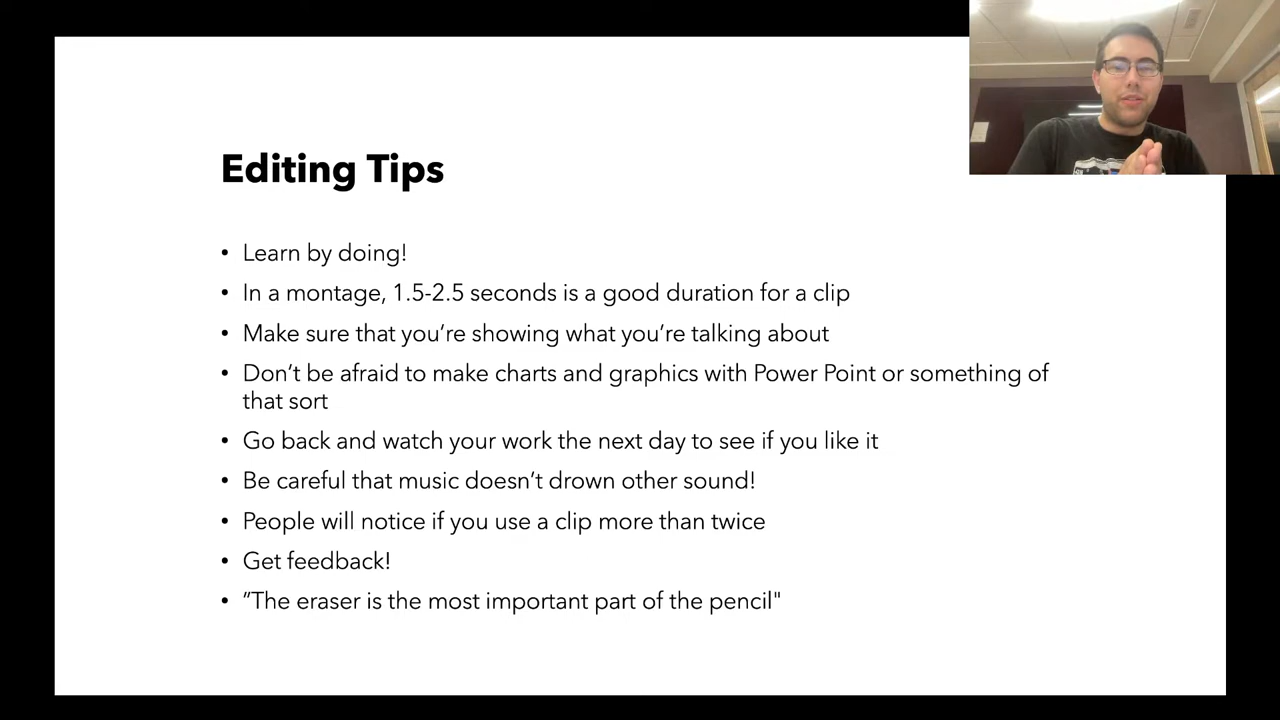 Editing Tips
• Learn by doing!
• In a montage, 1.5-2.5 seconds is a good duration for a clip
• Make sure that you’re showing what you’re talking about
• Don’t be afraid to make charts and graphics with Power Point or something of
that sort
• Go back and watch your work the next day to see if you like it
• Be careful that music doesn’t drown other sound!
• People will notice if you use a clip more than twice
• Get feedback!
• ”The eraser is the most important part of the pencil"